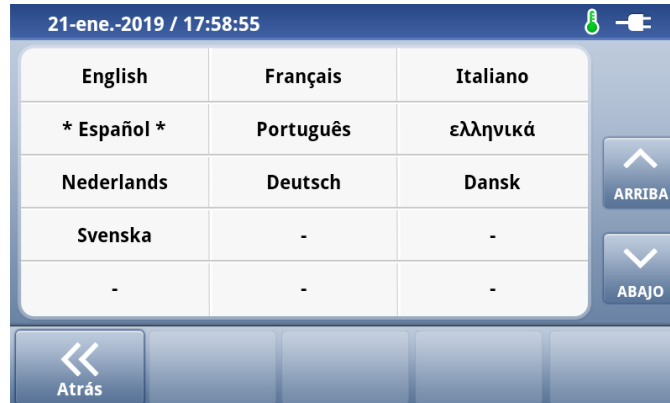 21-ene.-2019 / 17:58:55
English Français Italiano
* Español * Português ελληνικά
Nederlands Deutsch Dansk
ARRIBA
Svenska - -
- - -
ABAJO
Atrás